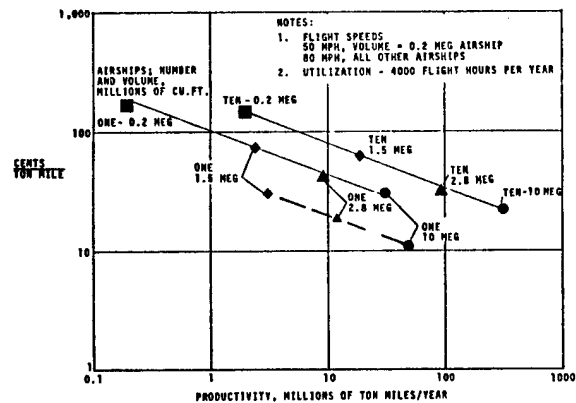 1,000
NOTES:
1. FLIGHT SPEEDS
50 MPH, VOLUME = 0.2 MEG AIRSHIP
80 MPH, ALL OTHER AIRSHIPS
2. UTILIZATION - 4000 FLIGHT HOURS PER YEAR
AIRSHIPS; NUMBER
AND VOLUME,
MILLIONS OF CU.FT.
TEN-0.2 MEG
ONE-0.2 MEG
100
TEN
1.5 MEG
CENTS
TON MILE
ONE
1.5 MEG
ONE
2.8 MEG
TEN
2.8 MEG
TEN-10 MEG
ONE
10 MEG
10
1
0.1
1
10
100
1000
PRODUCTIVITY, MILLIONS OF TON MILES/YEAR